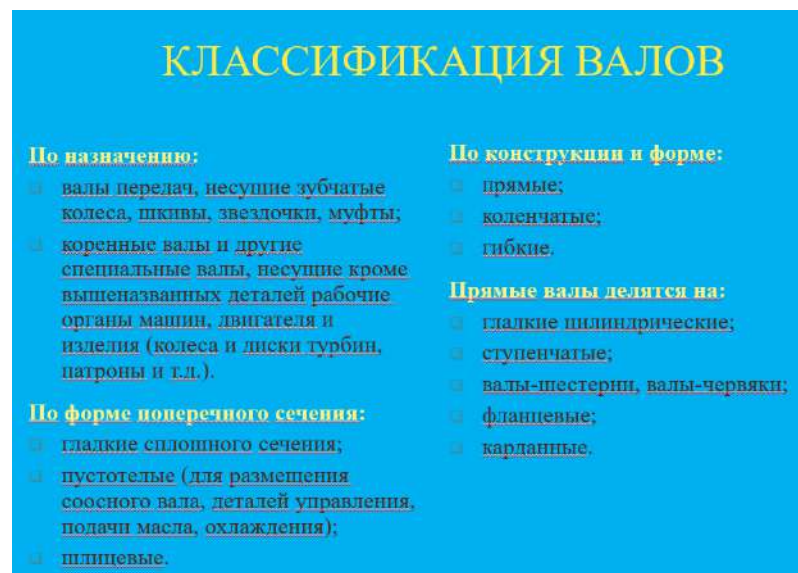 КЛАССИФИКАЦИЯ ВАЛОВ
По назначению:
валы передач, несущие зубчатые
колеса, шкивы, звездочки, муфты;
коренные валы и другие
специальные валы, несущие кроме
вышеназванных деталей рабочие
органы машин, двигателя и
изделия (колеса и диски турбин,
патроны и т.д.).
По форме поперечного сечения:
гладкие сплошного сечения;
пустотелые (для размещения
соосного вала, деталей управления,
подачи масла, охлаждения);
шлицевые.
По конструкции и форме:
прямые;
коленчатые;
гибкие.
Прямые валы делятся на:
гладкие цилиндрические;
ступенчатые;
валы-шестерни, валы-червяки;
фланцевые;
карданные.